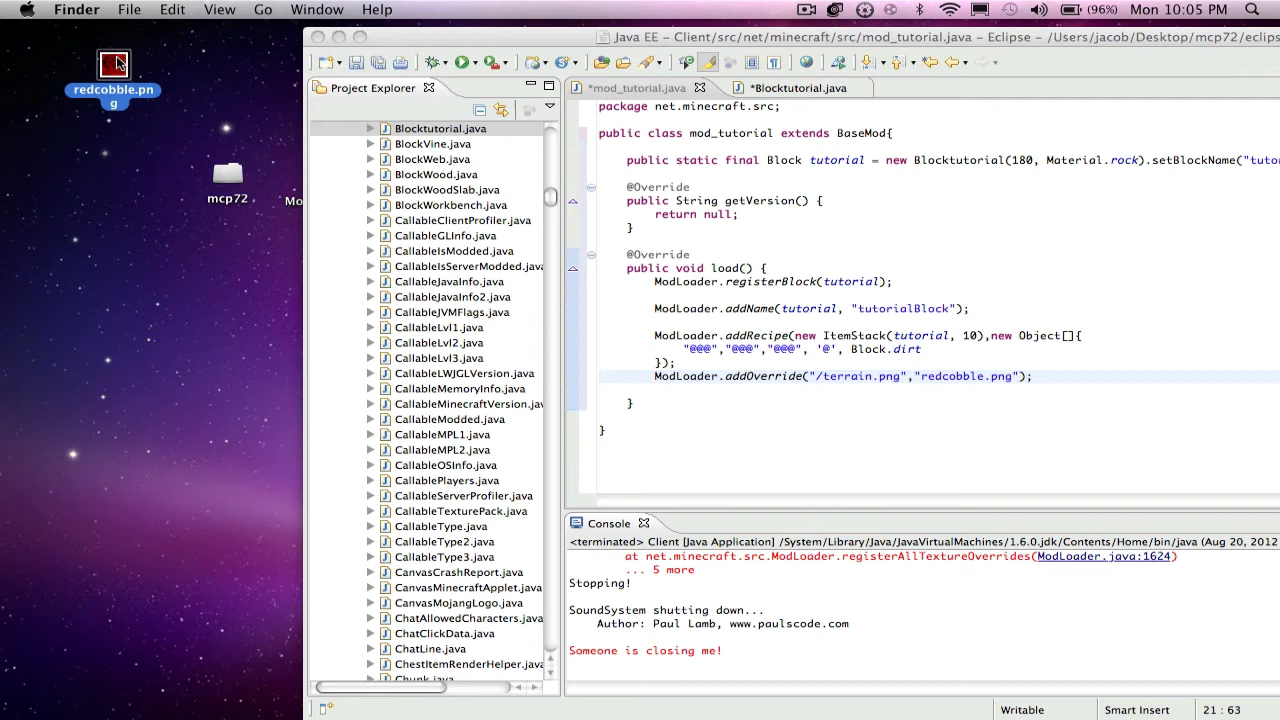 Finder File Edit View Go Window Help (96%) Mon 10:05 PM
Java EE - Client/src/net/minecraft/src/mod_tutorial.java - Eclipse - /Users/jacob/Desktop/mcp72/eclips
redcobble.pn
g
mcp72
Mo
Project Explorer
Blocktutorial.java
BlockVine.java
BlockWeb.java
BlockWood.java
BlockWoodSlab.java
BlockWorkbench.java
CallableClientProfiler.java
CallableGLInfo.java
CallableIsModded.java
CallableIsServerModded.java
CallableJavaInfo.java
CallableJavaInfo2.java
CallableJVMFlags.java
CallableLvl1.java
CallableLvl2.java
CallableLvl3.java
CallableLWJGLVersion.java
CallableMemoryInfo.java
CallableMinecraftVersion.jav
CallableModded.java
CallableMPL1.java
CallableMPL2.java
CallableOSInfo.java
CallablePlayers.java
CallableServerProfiler.java
CallableTexturePack.java
CallableType.java
CallableType2.java
CallableType3.java
CanvasCrashReport.java
CanvasMinecraftApplet.java
CanvasMojangLogo.java
ChatAllowedCharacters.java
ChatClickData.java
ChatLine.java
ChestItemRenderHelper.java
Chunk.java
*mod_tutorial.java *Blocktutorial.java
package net.minecraft.src;
public class mod_tutorial extends BaseMod{
public static final Block tutorial = new Blocktutorial(180, Material.rock).setBlockName("tuto
@Override
public String getVersion() {
return null;
}
@Override
public void load() {
ModLoader.registerBlock(tutorial);
ModLoader.addName(tutorial, "tutorialBlock");
ModLoader.addRecipe(new ItemStack(tutorial, 10),new Object[]{
"@@@","@@@","@@@", '@', Block.dirt
});
ModLoader.addOverride("/terrain.png","redcobble.png");
}
}
Console
<terminated> Client [Java Application] /System/Library/Java/JavaVirtualMachines/1.6.0.jdk/Contents/Home/bin/java (Aug 20, 2012
at net.minecraft.src.ModLoader.registerAllTextureOverrides(ModLoader.java:1624)
... 5 more
Stopping!
SoundSystem shutting down...
Author: Paul Lamb, www.paulscode.com
Someone is closing me!
Writable Smart Insert 21 : 63